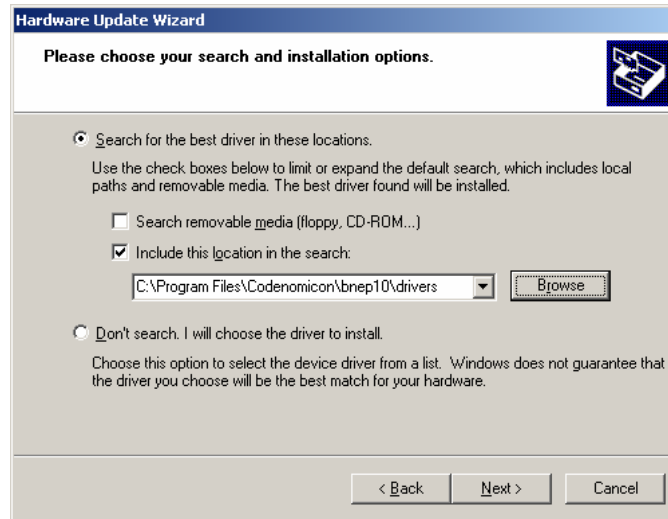 Hardware Update Wizard
Please choose your search and installation options.
Search for the best driver in these locations.
Use the check boxes below to limit or expand the default search, which includes local
paths and removable media. The best driver found will be installed.
Search removable media (floppy, CD-ROM...)
Include this location in the search:
C:\Program Files\Codenomicon\bnep10\drivers
Browse
Don't search. I will choose the driver to install.
Choose this option to select the device driver from a list. Windows does not guarantee that
the driver you choose will be the best match for your hardware.
< Back Next > Cancel